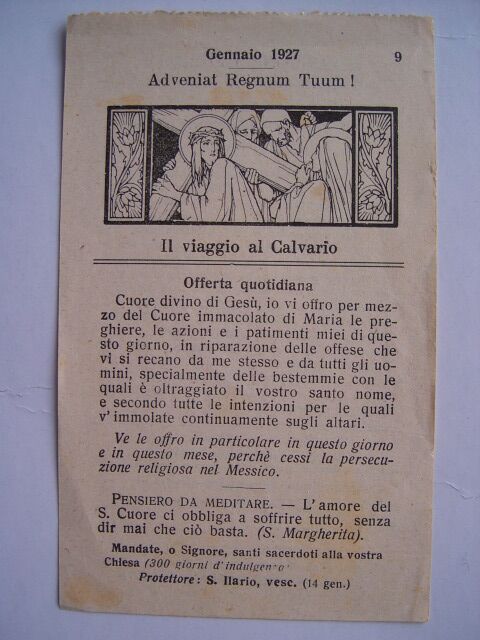 Gennaio 1927
9
Adveniat Regnum Tuum !
Il viaggio al Calvario
Offerta quotidiana
Cuore divino di Gesù, io vi offro per mez-
zo del Cuore immacolato di Maria le pre-
ghiere, le azioni e i patimenti miei di que-
sto giorno, in riparazione delle offese che
vi si recano da me stesso e da tutti gli uo-
mini, specialmente delle bestemmie con le
quali è oltraggiato il vostro santo nome,
e secondo tutte le intenzioni per le quali
v' immolate continuamente sugli altari.
Ve le offro in particolare in questo giorno
e in questo mese, perchè cessi la persecu-
zione religiosa nel Messico.
PENSIERO DA MEDITARE. — L'amore del
S. Cuore ci obbliga a soffrire tutto, senza
dir mai che ciò basta. (S. Margherita).
Mandate, o Signore, santi sacerdoti alla vostra
Chiesa (300 giorni d'indulgenza)
Protettore: S. Ilario, vesc. (14 gen.)